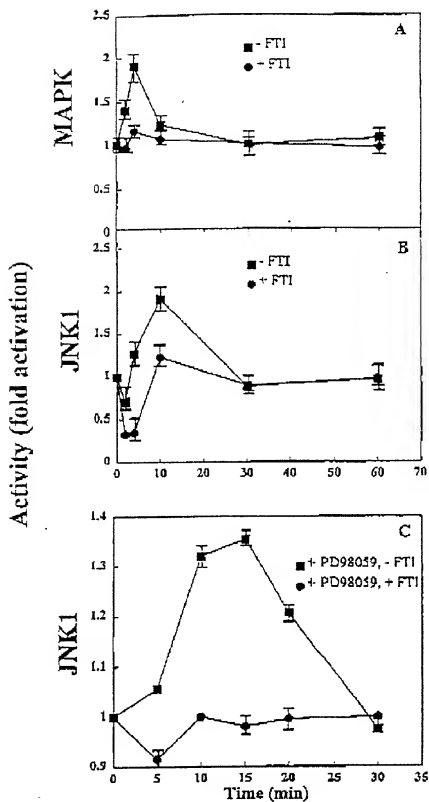 A
- FTI
+ FTI
MAPK
2.5
2
1.5
1
0.5
0
B
- FTI
+ FTI
JNK1
2.5
2
1.5
1
0.5
0
0 10 20 30 40 50 60 70
Activity (fold activation)
C
+ PD98059, - FTI
+ PD98059, + FTI
JNK1
1.4
1.3
1.2
1.1
1
0.9
0 5 10 15 20 25 30 35
Time (min)